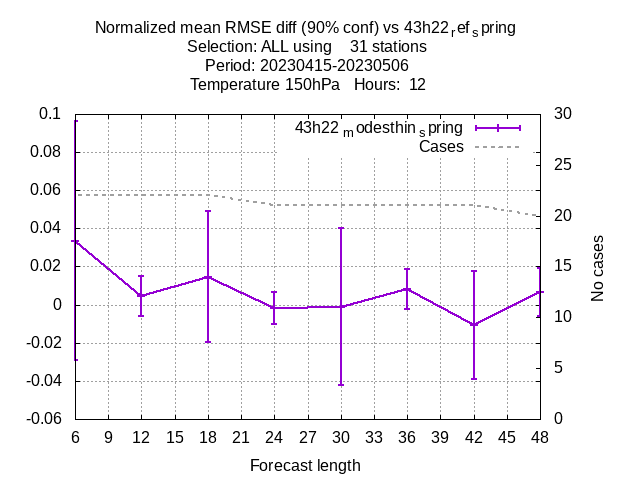 Normalized mean RMSE diff (90% conf) vs 43h22refspring
Selection: ALL using 31 stations
Period: 20230415-20230506
Temperature 150hPa Hours: 12
43h22modesthinspring
Cases
0.1
0.08
0.06
0.04
0.02
0
-0.02
-0.04
-0.06
30
25
20
15
10
5
0
No cases
6 9 12 15 18 21 24 27 30 33 36 39 42 45 48
Forecast length